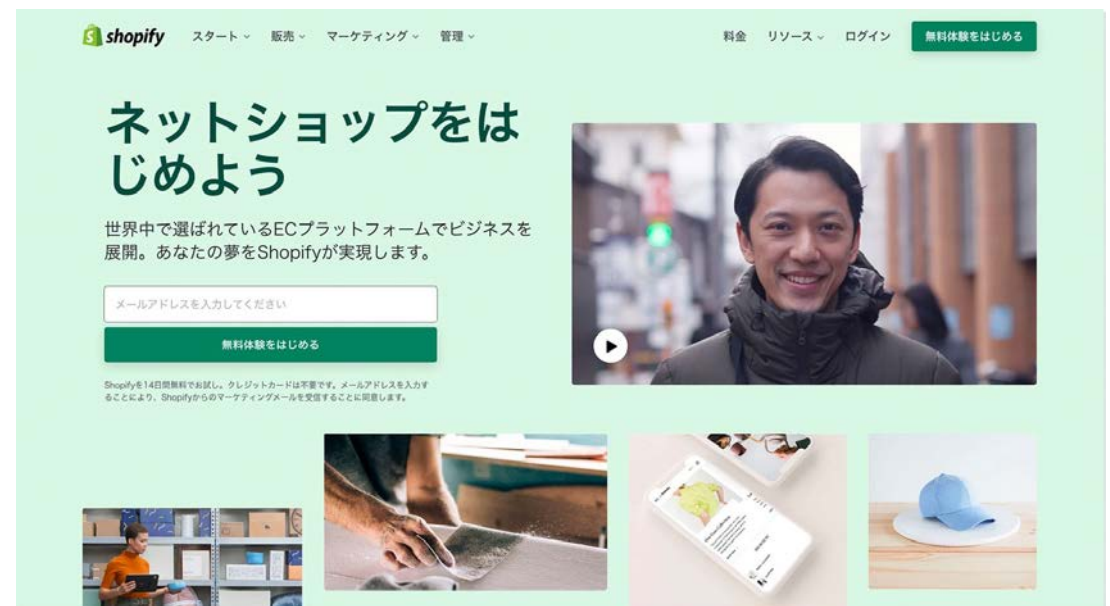 shopify
スタート
販売
マーケティング
管理
料金
リソース
ログイン
無料体験をはじめる
ネットショップをは
じめよう
世界中で選ばれているECプラットフォームでビジネスを
展開。あなたの夢をShopifyが実現します。
メールアドレスを入力してください
無料体験をはじめる
Shopifyを14日間無料でお試し。クレジットカードは不要です。メールアドレスを入力す
ることにより、Shopifyからのマーケティングメールを受信することに同意します。